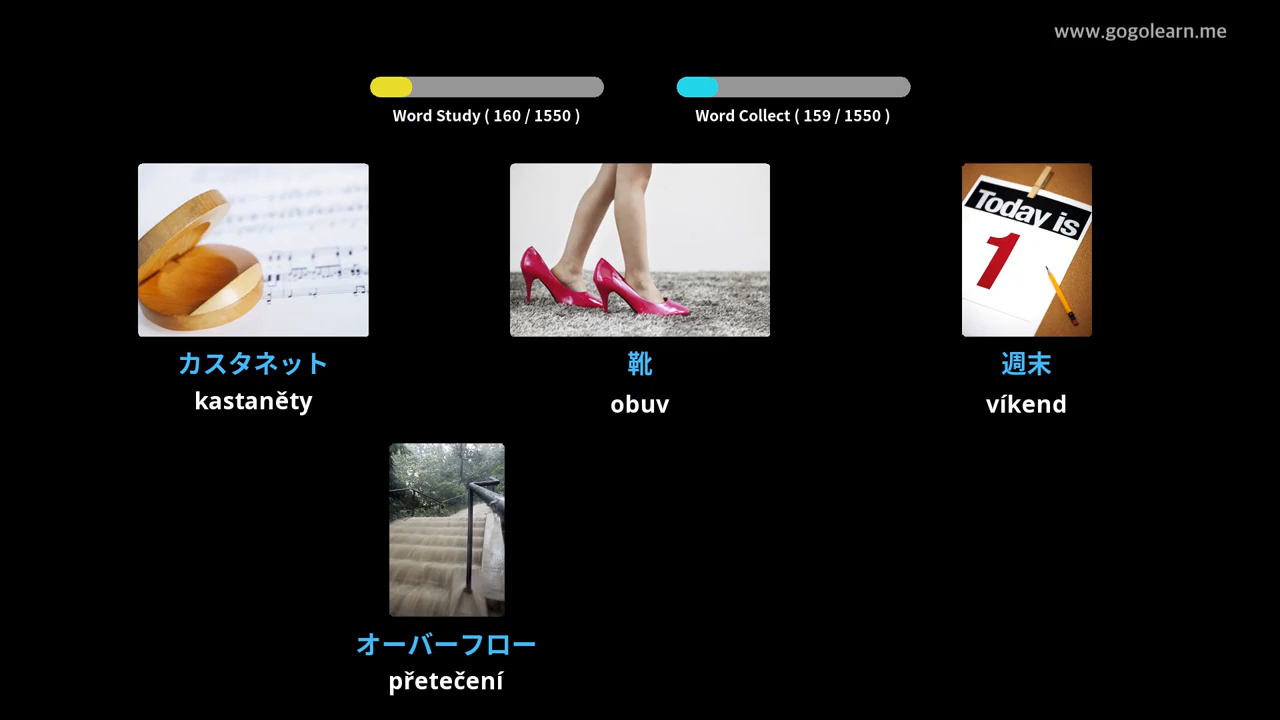 www.gogolearn.me
Word Study ( 160 / 1550 )
Word Collect ( 159 / 1550 )
Today is
1
カスタネット
靴
週末
kastaněty
obuv
víkend
オーバーフロー
přetečení